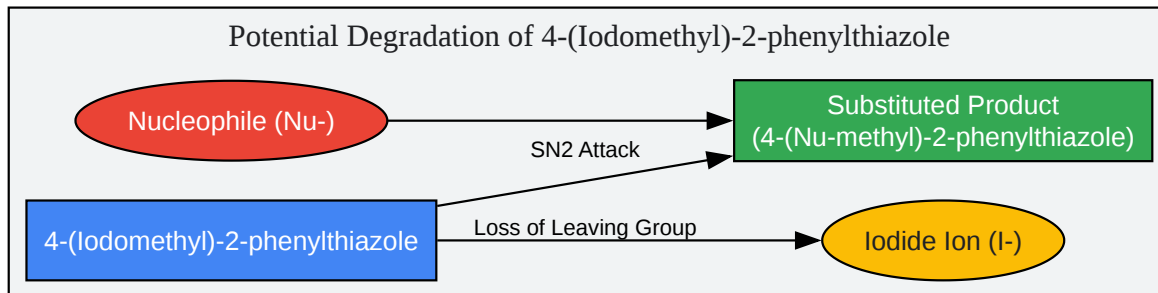 Potential Degradation of 4-(Iodomethyl)-2-phenylthiazole
Nucleophile (Nu-)
Substituted Product
(4-(Nu-methyl)-2-phenylthiazole)
SN2 Attack
4-(Iodomethyl)-2-phenylthiazole
Loss of Leaving Group
Iodide Ion (I-)